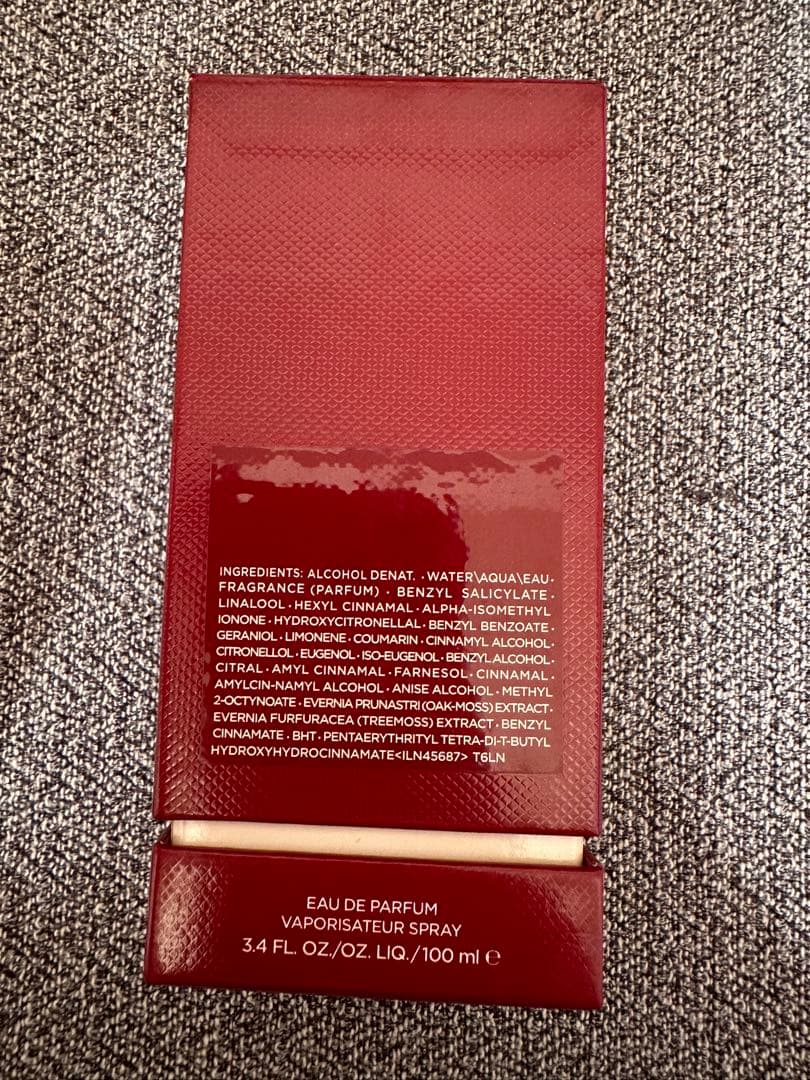 INGREDIENTS: ALCOHOL DENAT. · WATER\AQUA\EAU ·
FRAGRANCE (PARFUM) · BENZYL SALICYLATE ·
LINALOOL · HEXYL CINNAMAL · ALPHA-ISOMETHYL
IONONE · HYDROXYCITRONELLAL · BENZYL BENZOATE ·
GERANIOL · LIMONENE · COUMARIN · CINNAMYL ALCOHOL ·
CITRONELLOL · EUGENOL · ISO-EUGENOL · BENZYL ALCOHOL ·
CITRAL · AMYL CINNAMAL · FARNESOL · CINNAMAL ·
AMYLCIN-NAMYL ALCOHOL · ANISE ALCOHOL · METHYL
2-OCTYNOATE · EVERNIA PRUNASTRI (OAK-MOSS) EXTRACT ·
EVERNIA FURFURACEA (TREEMOSS) EXTRACT · BENZYL
CINNAMATE · BHT · PENTAERYTHRITYL TETRA-DI-T-BUTYL
HYDROXYHYDROCINNAMATE<ILN45687> T6LN
EAU DE PARFUM
VAPORISATEUR SPRAY
3.4 FL. OZ./OZ. LIQ./100 ml ℮